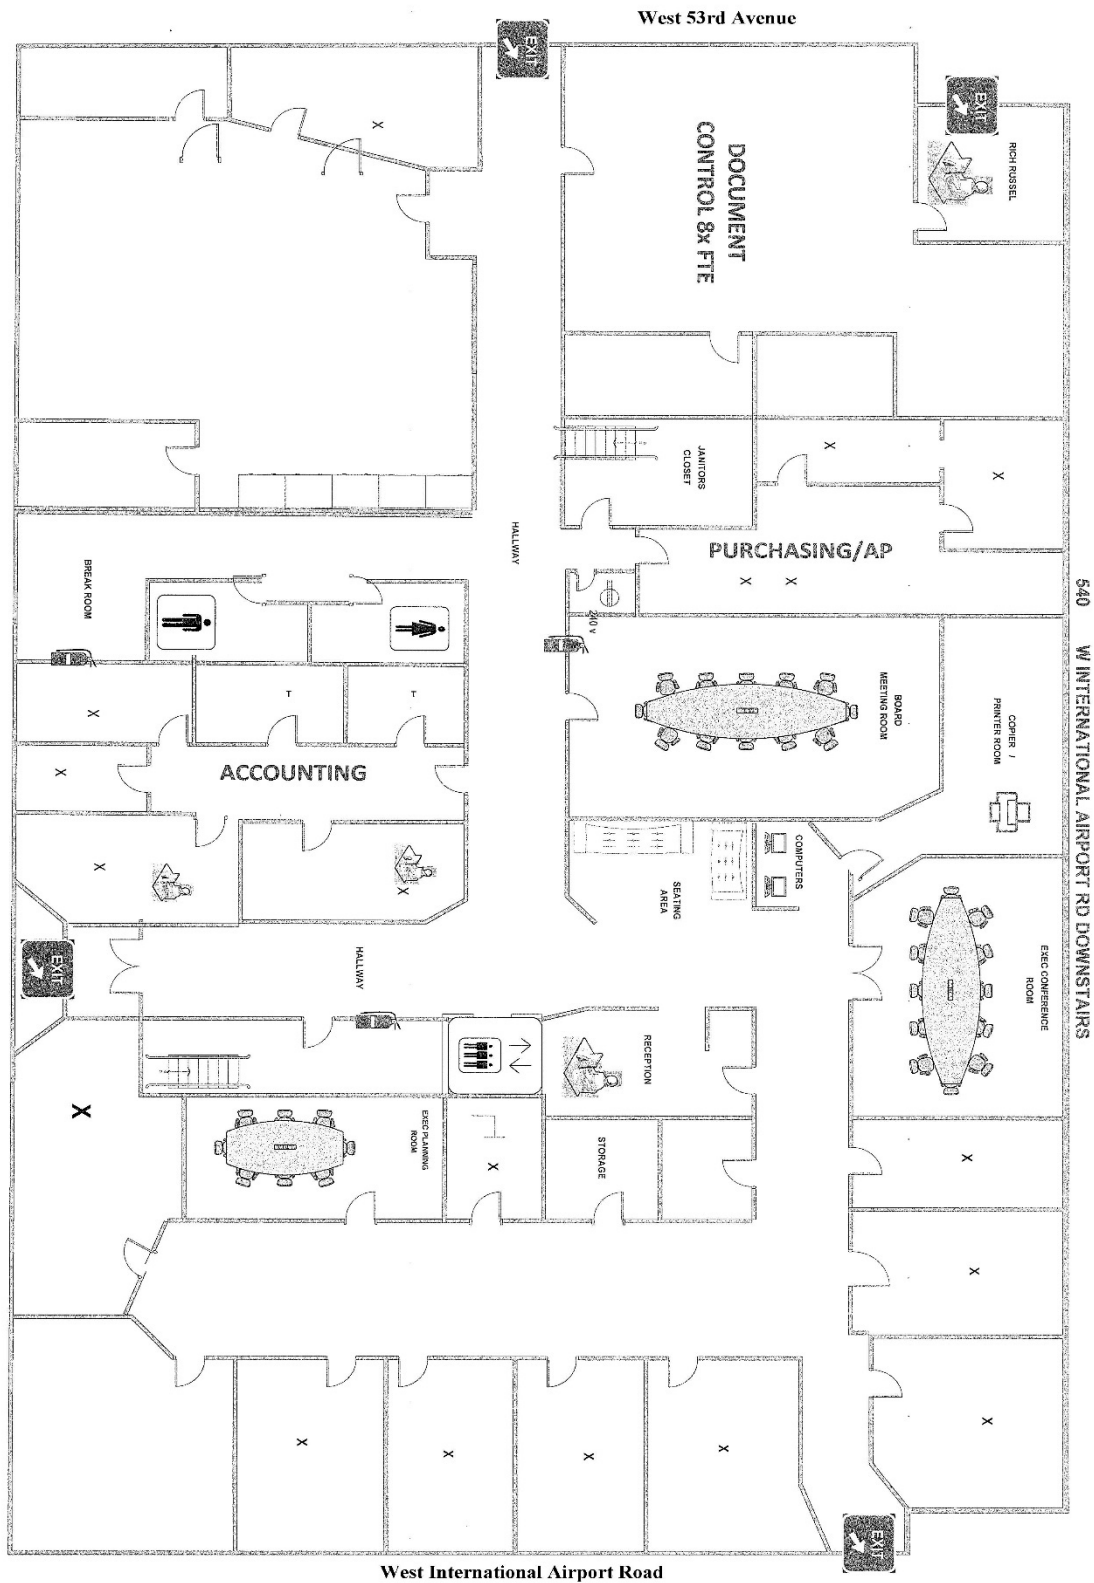 West 53rd Avenue
EXIT
EXIT
RICH RUSSEL
DOCUMENT
CONTROL 8x FTE
X
JANITORS
CLOSET
X
X
HALLWAY
PURCHASING/AP
X X
BREAK ROOM
240 v
540 W INTERNATIONAL AIRPORT RD DOWNSTAIRS
BOARD
MEETING ROOM
COPIER /
PRINTER ROOM
X
T
T
X
ACCOUNTING
COMPUTERS
SEATING
AREA
X
X
EXIT
HALLWAY
EXEC CONFERENCE
ROOM
RECEPTION
X
EXEC PLANNING
ROOM
X
STORAGE
X
X
X
X
X
X
X
EXIT
West International Airport Road